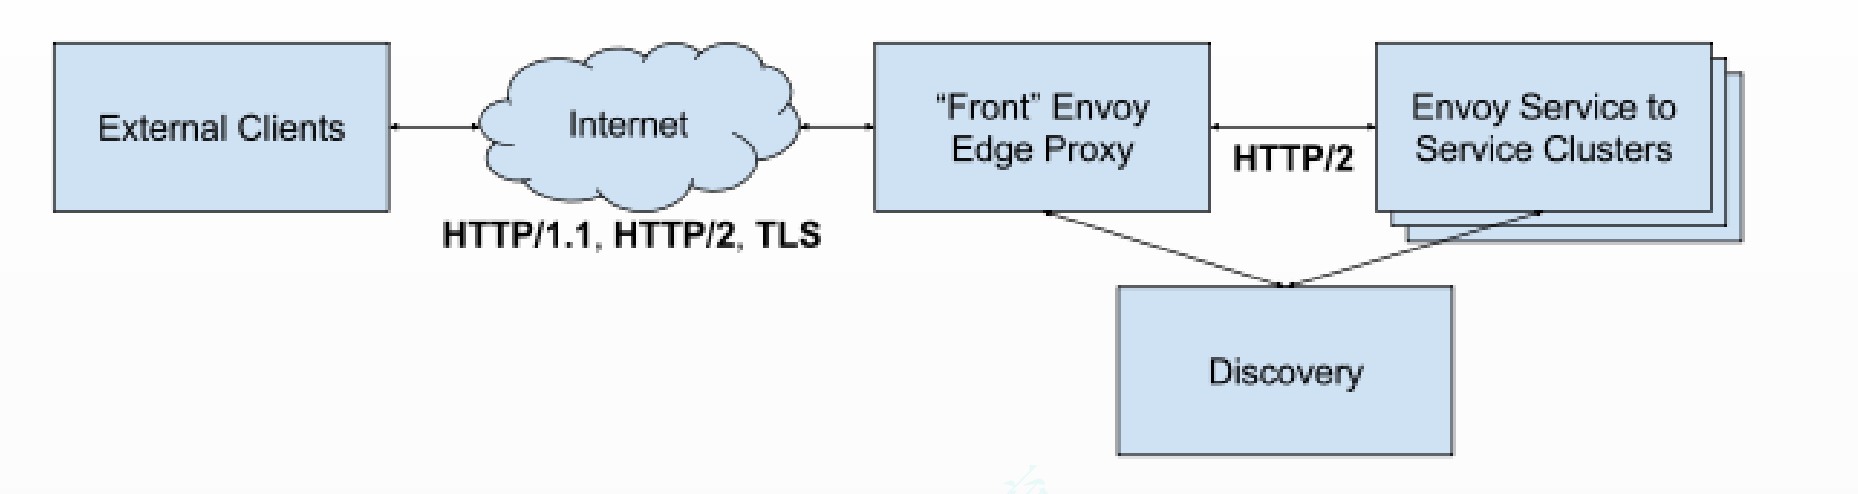 External Clients
Internet
HTTP/1.1, HTTP/2, TLS
“Front” Envoy
Edge Proxy
HTTP/2
Envoy Service to
Service Clusters
Discovery